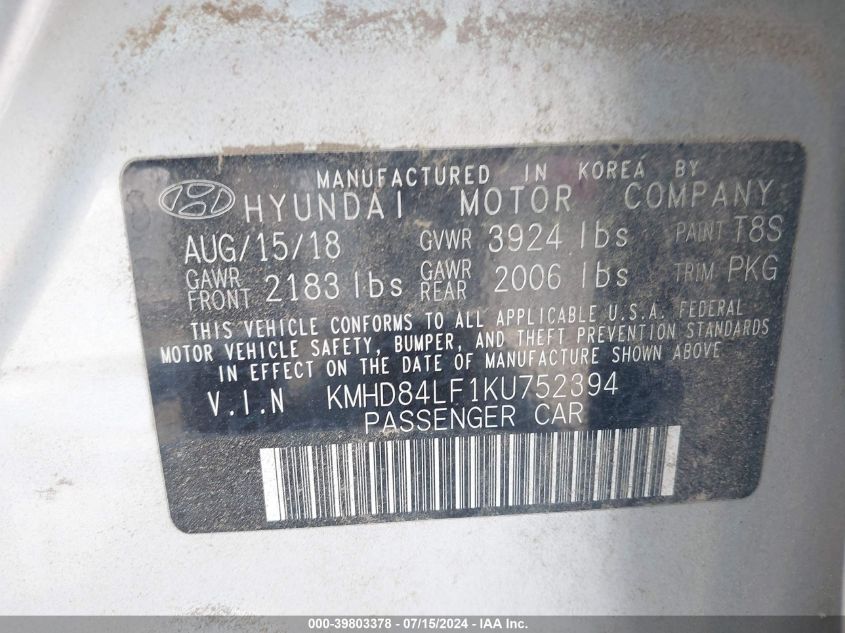 MANUFACTURED IN KOREA BY
HYUNDAI MOTOR COMPANY
AUG/15/18 GVWR 3924 lbs PAINT T8S
GAWR FRONT 2183 lbs GAWR REAR 2006 lbs TRIM PKG
THIS VEHICLE CONFORMS TO ALL APPLICABLE U.S.A. FEDERAL
MOTOR VEHICLE SAFETY, BUMPER, AND THEFT PREVENTION STANDARDS
IN EFFECT ON THE DATE OF MANUFACTURE SHOWN ABOVE
V.I.N KMHD84LF1KU752394
PASSENGER CAR
000-39803378 - 07/15/2024 - IAA Inc.